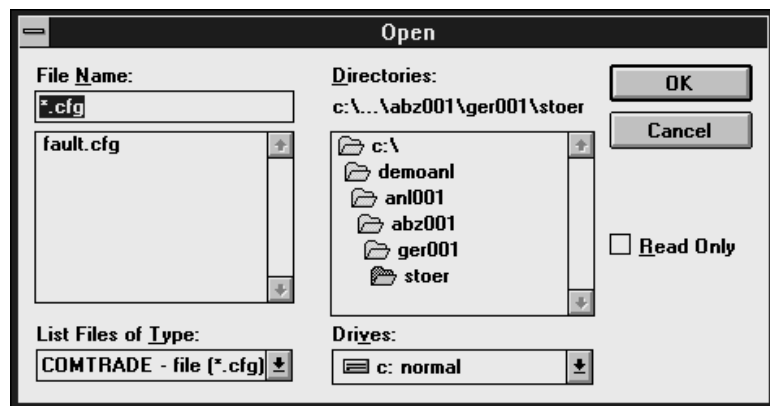 Open
File Name:
*.cfg
fault.cfg
List Files of Type:
COMTRADE - file (*.cfg)
Directories:
c:\...\abz001\ger001\stoer
c:\
demoanl
anl001
abz001
ger001
stoer
Drives:
c: normal
OK
Cancel
Read Only